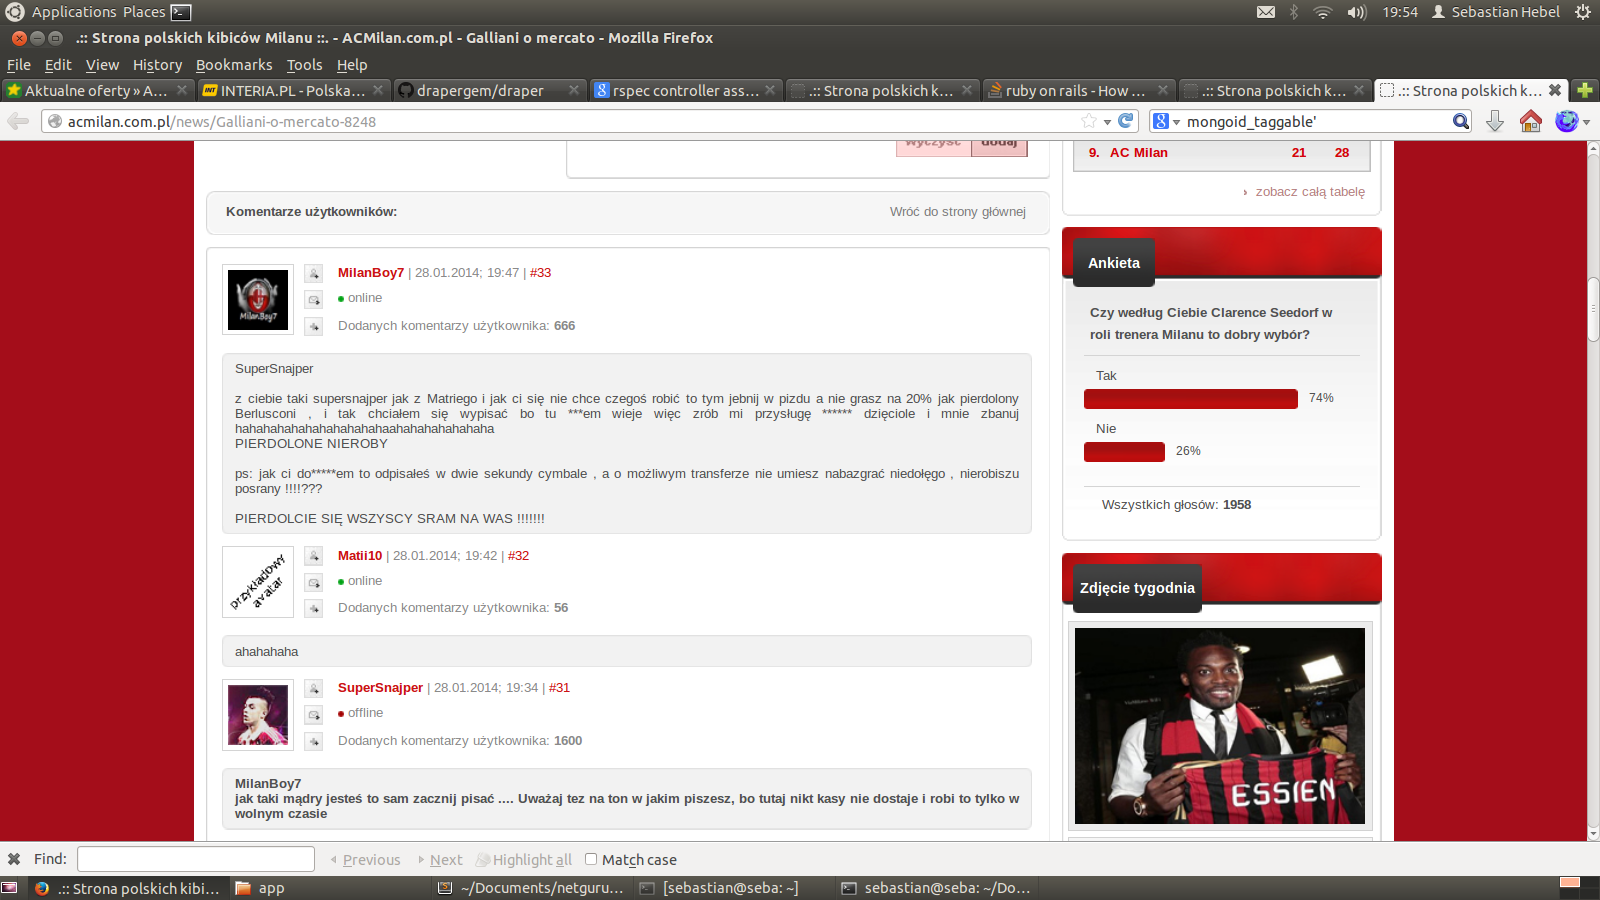 Applications Places
19:54 Sebastian Hebel
.:: Strona polskich kibiców Milanu ::. - ACMilan.com.pl - Galliani o mercato - Mozilla Firefox
File Edit View History Bookmarks Tools Help
Aktualne oferty » A...
INT INTERIA.PL - Polska...
drapergem/draper
rspec controller ass...
.:: Strona polskich k...
ruby on rails - How ...
.:: Strona polskich k...
.:: Strona polskich k...
acmilan.com.pl/news/Galliani-o-mercato-8248
mongoid_taggable'
wyczyść dodaj
Komentarze użytkowników:
Wróć do strony głównej
MilanBoy7
MilanBoy7 | 28.01.2014; 19:47 | #33
online
Dodanych komentarzy użytkownika: 666
SuperSnajper
z ciebie taki supersnajper jak z Matriego i jak ci się nie chce czegoś robić to tym jebnij w pizdu a nie grasz na 20% jak pierdolony
Berlusconi , i tak chciałem się wypisać bo tu ***em wieje więc zrób mi przysługę ****** dzięciole i mnie zbanuj
hahahahahahahahahahahaahahahahahahaha
PIERDOLONE NIEROBY
ps: jak ci do*****em to odpisałeś w dwie sekundy cymbale , a o możliwym transferze nie umiesz nabazgrać niedołęgo , nierobiszu
posrany !!!!???
PIERDOLCIE SIĘ WSZYSCY SRAM NA WAS !!!!!!!
przykładowy
avatar
Matii10 | 28.01.2014; 19:42 | #32
online
Dodanych komentarzy użytkownika: 56
ahahahaha
SuperSnajper | 28.01.2014; 19:34 | #31
offline
Dodanych komentarzy użytkownika: 1600
MilanBoy7
jak taki mądry jesteś to sam zacznij pisać .... Uważaj tez na ton w jakim piszesz, bo tutaj nikt kasy nie dostaje i robi to tylko w
wolnym czasie
9. AC Milan 21 28
› zobacz całą tabelę
Ankieta
Czy według Ciebie Clarence Seedorf w
roli trenera Milanu to dobry wybór?
Tak
74%
Nie
26%
Wszystkich głosów: 1958
Zdjęcie tygodnia
ESSIEN
Find: Previous Next Highlight all Match case
.:: Strona polskich kibi...
app
~/Documents/netguru...
[sebastian@seba: ~]
sebastian@seba: ~/Do...